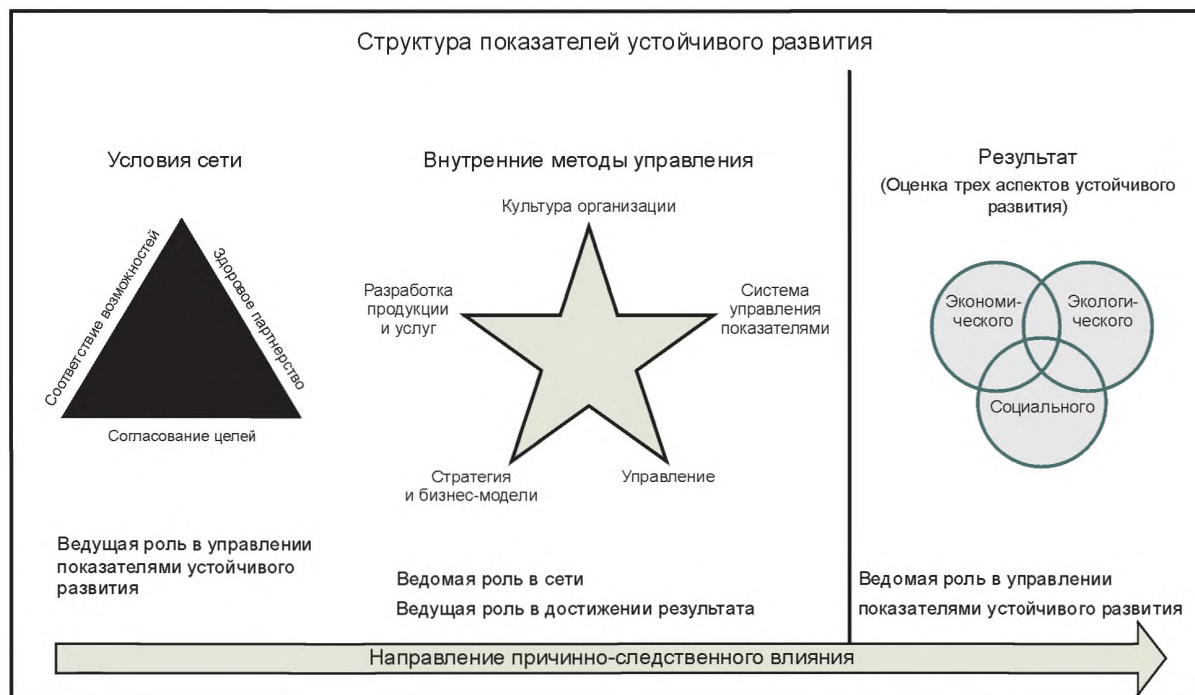 Структура показателей устойчивого развития
Условия сети
Соответствие возможностей
Здоровое партнерство
Согласование целей
Ведущая роль в управлении
показателями устойчивого
развития
Внутренние методы управления
Культура организации
Разработка
продукции
и услуг
Система
управления
показателями
Стратегия
и бизнес-модели
Управление
Ведомая роль в сети
Ведущая роль в достижении результата
Результат
(Оценка трех аспектов устойчивого
развития)
Экономи-
ческого
Экологи-
ческого
Социального
Ведомая роль в управлении
показателями устойчивого развития
Направление причинно-следственного влияния